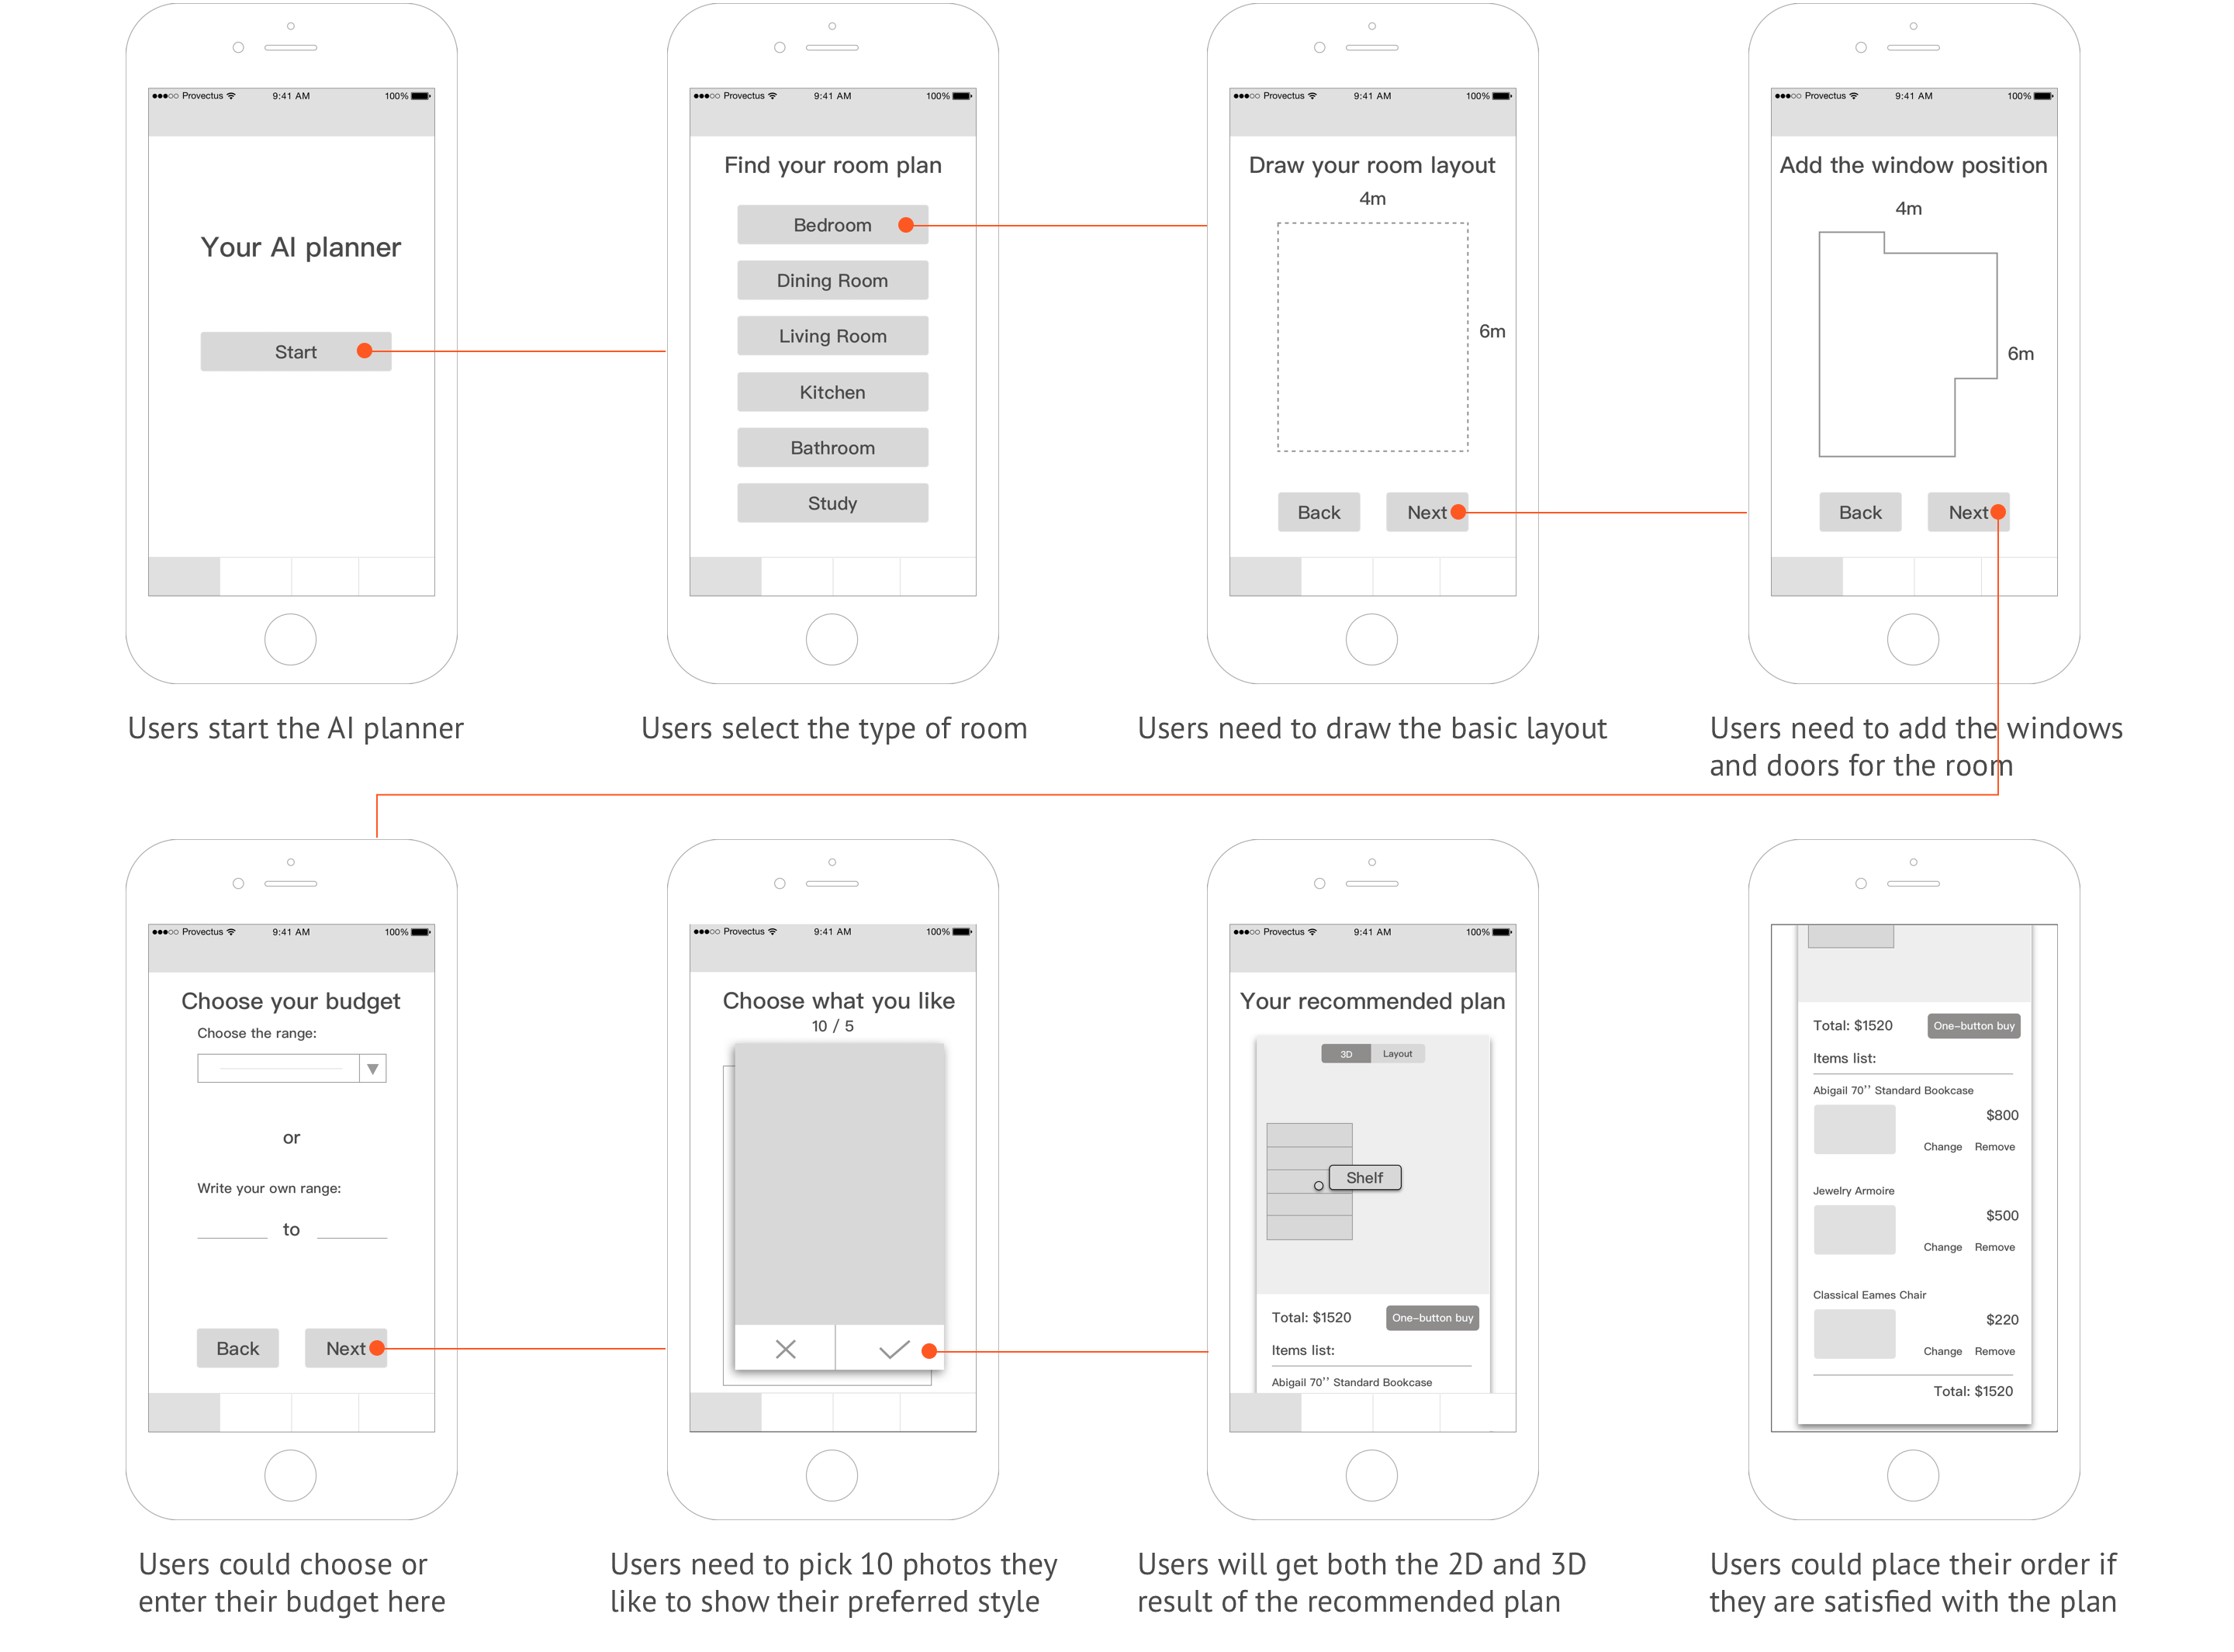 Provectus 9:41 AM 100%
Your AI planner
Start
Users start the AI planner
Provectus 9:41 AM 100%
Find your room plan
Bedroom
Dining Room
Living Room
Kitchen
Bathroom
Study
Users select the type of room
Provectus 9:41 AM 100%
Draw your room layout
4m
6m
Back Next
Users need to draw the basic layout
Provectus 9:41 AM 100%
Add the window position
4m
6m
Back Next
Users need to add the windows
and doors for the room
Provectus 9:41 AM 100%
Choose your budget
Choose the range:
or
Write your own range:
to
Back Next
Users could choose or
enter their budget here
Provectus 9:41 AM 100%
Choose what you like
10 / 5
Users need to pick 10 photos they
like to show their preferred style
Provectus 9:41 AM 100%
Your recommended plan
3D Layout
Shelf
Total: $1520 One-button buy
Items list:
Abigail 70'' Standard Bookcase
Users will get both the 2D and 3D
result of the recommended plan
Total: $1520 One-button buy
Items list:
Abigail 70'' Standard Bookcase
$800
Change Remove
Jewelry Armoire
$500
Change Remove
Classical Eames Chair
$220
Change Remove
Total: $1520
Users could place their order if
they are satisfied with the plan